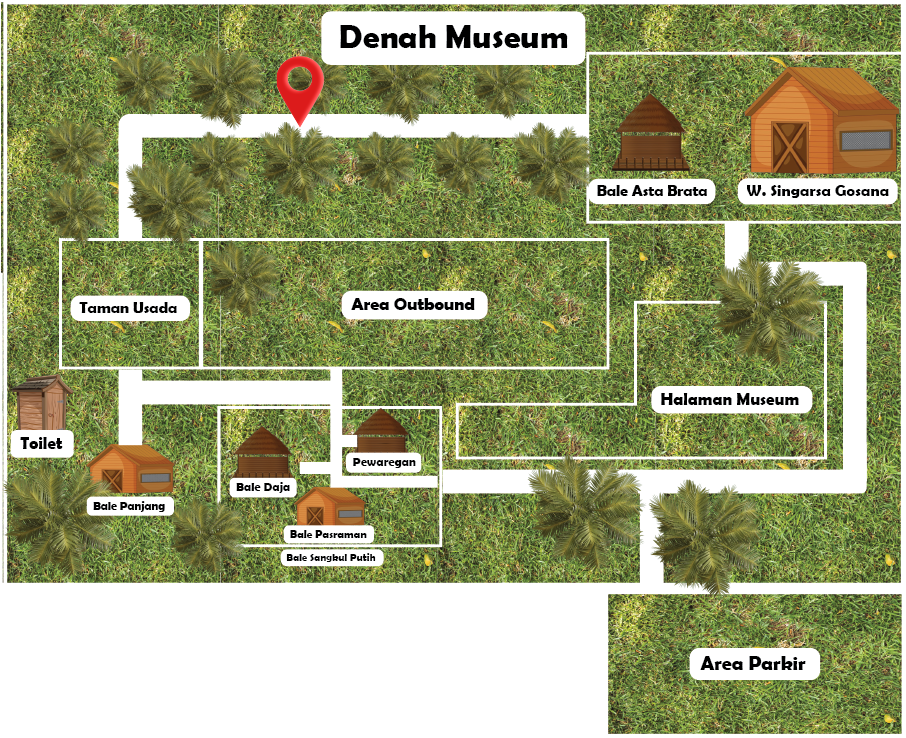 Denah Museum
Bale Asta Brata
W. Singarsa Gosana
Taman Usada
Area Outbound
Halaman Museum
Toilet
Pewaregan
Bale Daja
Bale Panjang
Bale Pasraman
Bale Sangkul Putih
Area Parkir